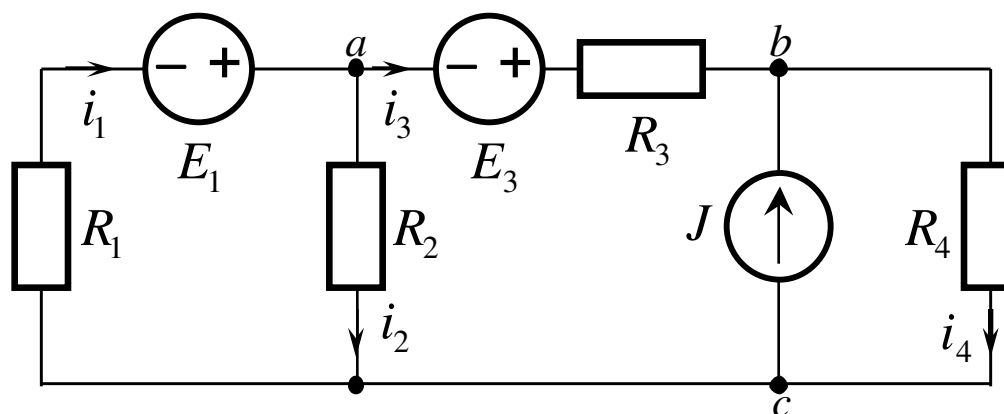 a
b
− +
− +
i₁
i₃
E₁
E₃
R₃
R₁
R₂
J
R₄
i₂
i₄
c